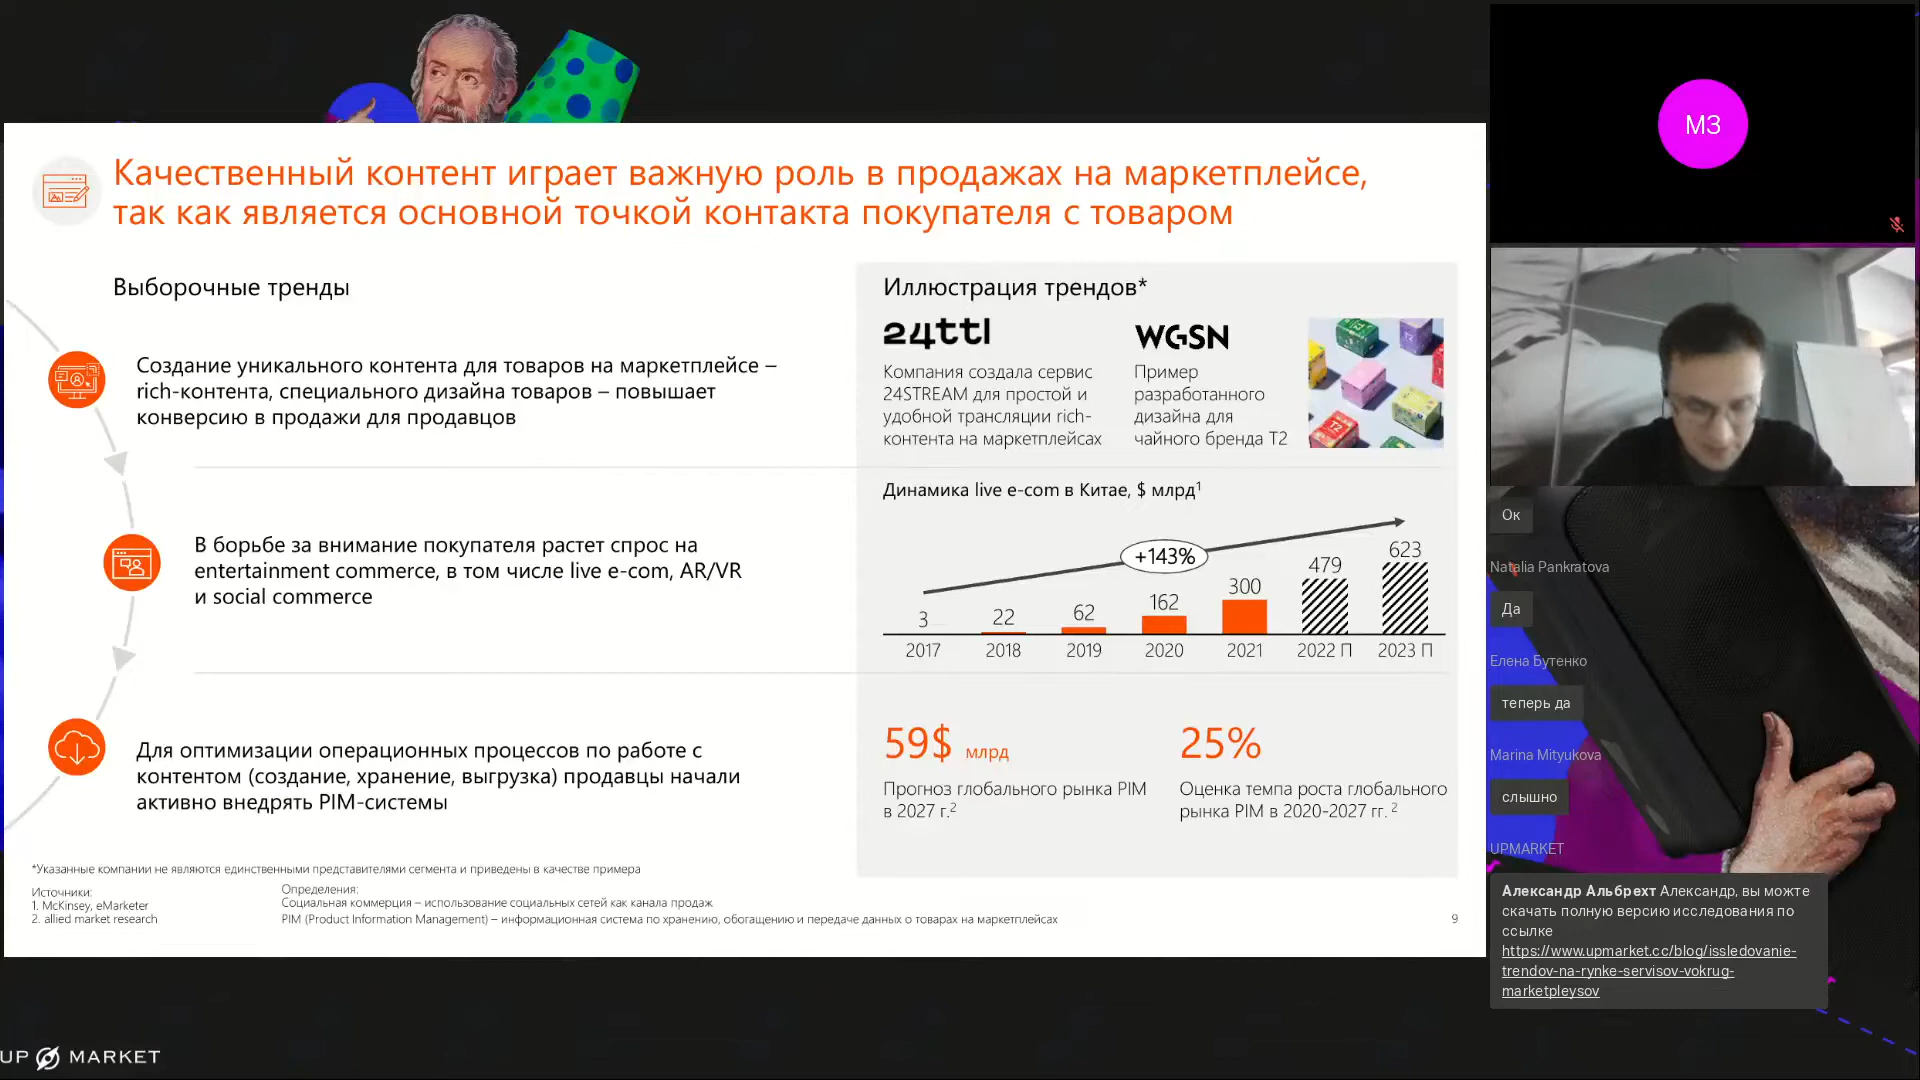 Качественный контент играет важную роль в продажах на маркетплейсе,
так как является основной точкой контакта покупателя с товаром
Выборочные тренды
Создание уникального контента для товаров на маркетплейсе –
rich-контента, специального дизайна товаров – повышает
конверсию в продажи для продавцов
В борьбе за внимание покупателя растет спрос на
entertainment commerce, в том числе live e-com, AR/VR
и social commerce
Для оптимизации операционных процессов по работе с
контентом (создание, хранение, выгрузка) продавцы начали
активно внедрять PIM-системы
Иллюстрация трендов*
24ttl
Компания создала сервис
24STREAM для простой и
удобной трансляции rich-
контента на маркетплейсах
WGSN
Пример
разработанного
дизайна для
чайного бренда T2
T2
T2
Динамика live e-com в Китае, $ млрд¹
+143%
3 22 62 162 300 479 623
2017 2018 2019 2020 2021 2022 П 2023 П
59$ млрд
Прогноз глобального рынка PIM
в 2027 г.²
25%
Оценка темпа роста глобального
рынка PIM в 2020-2027 гг. ²
*Указанные компании не являются единственными представителями сегмента и приведены в качестве примера
Источники:
1. McKinsey, eMarketer
2. allied market research
Определения:
Социальная коммерция – использование социальных сетей как канала продаж
PIM (Product Information Management) – информационная система по хранению, обогащению и передаче данных о товарах на маркетплейсах
9
UP MARKET
МЗ
Ок
Natalia Pankratova
Да
Елена Бутенко
теперь да
Marina Mityukova
слышно
UPMARKET
Александр Альбрехт Александр, вы можте
скачать полную версию исследования по
ссылке
https://www.upmarket.cc/blog/issledovanie-
trendov-na-rynke-servisov-vokrug-
marketpleysov